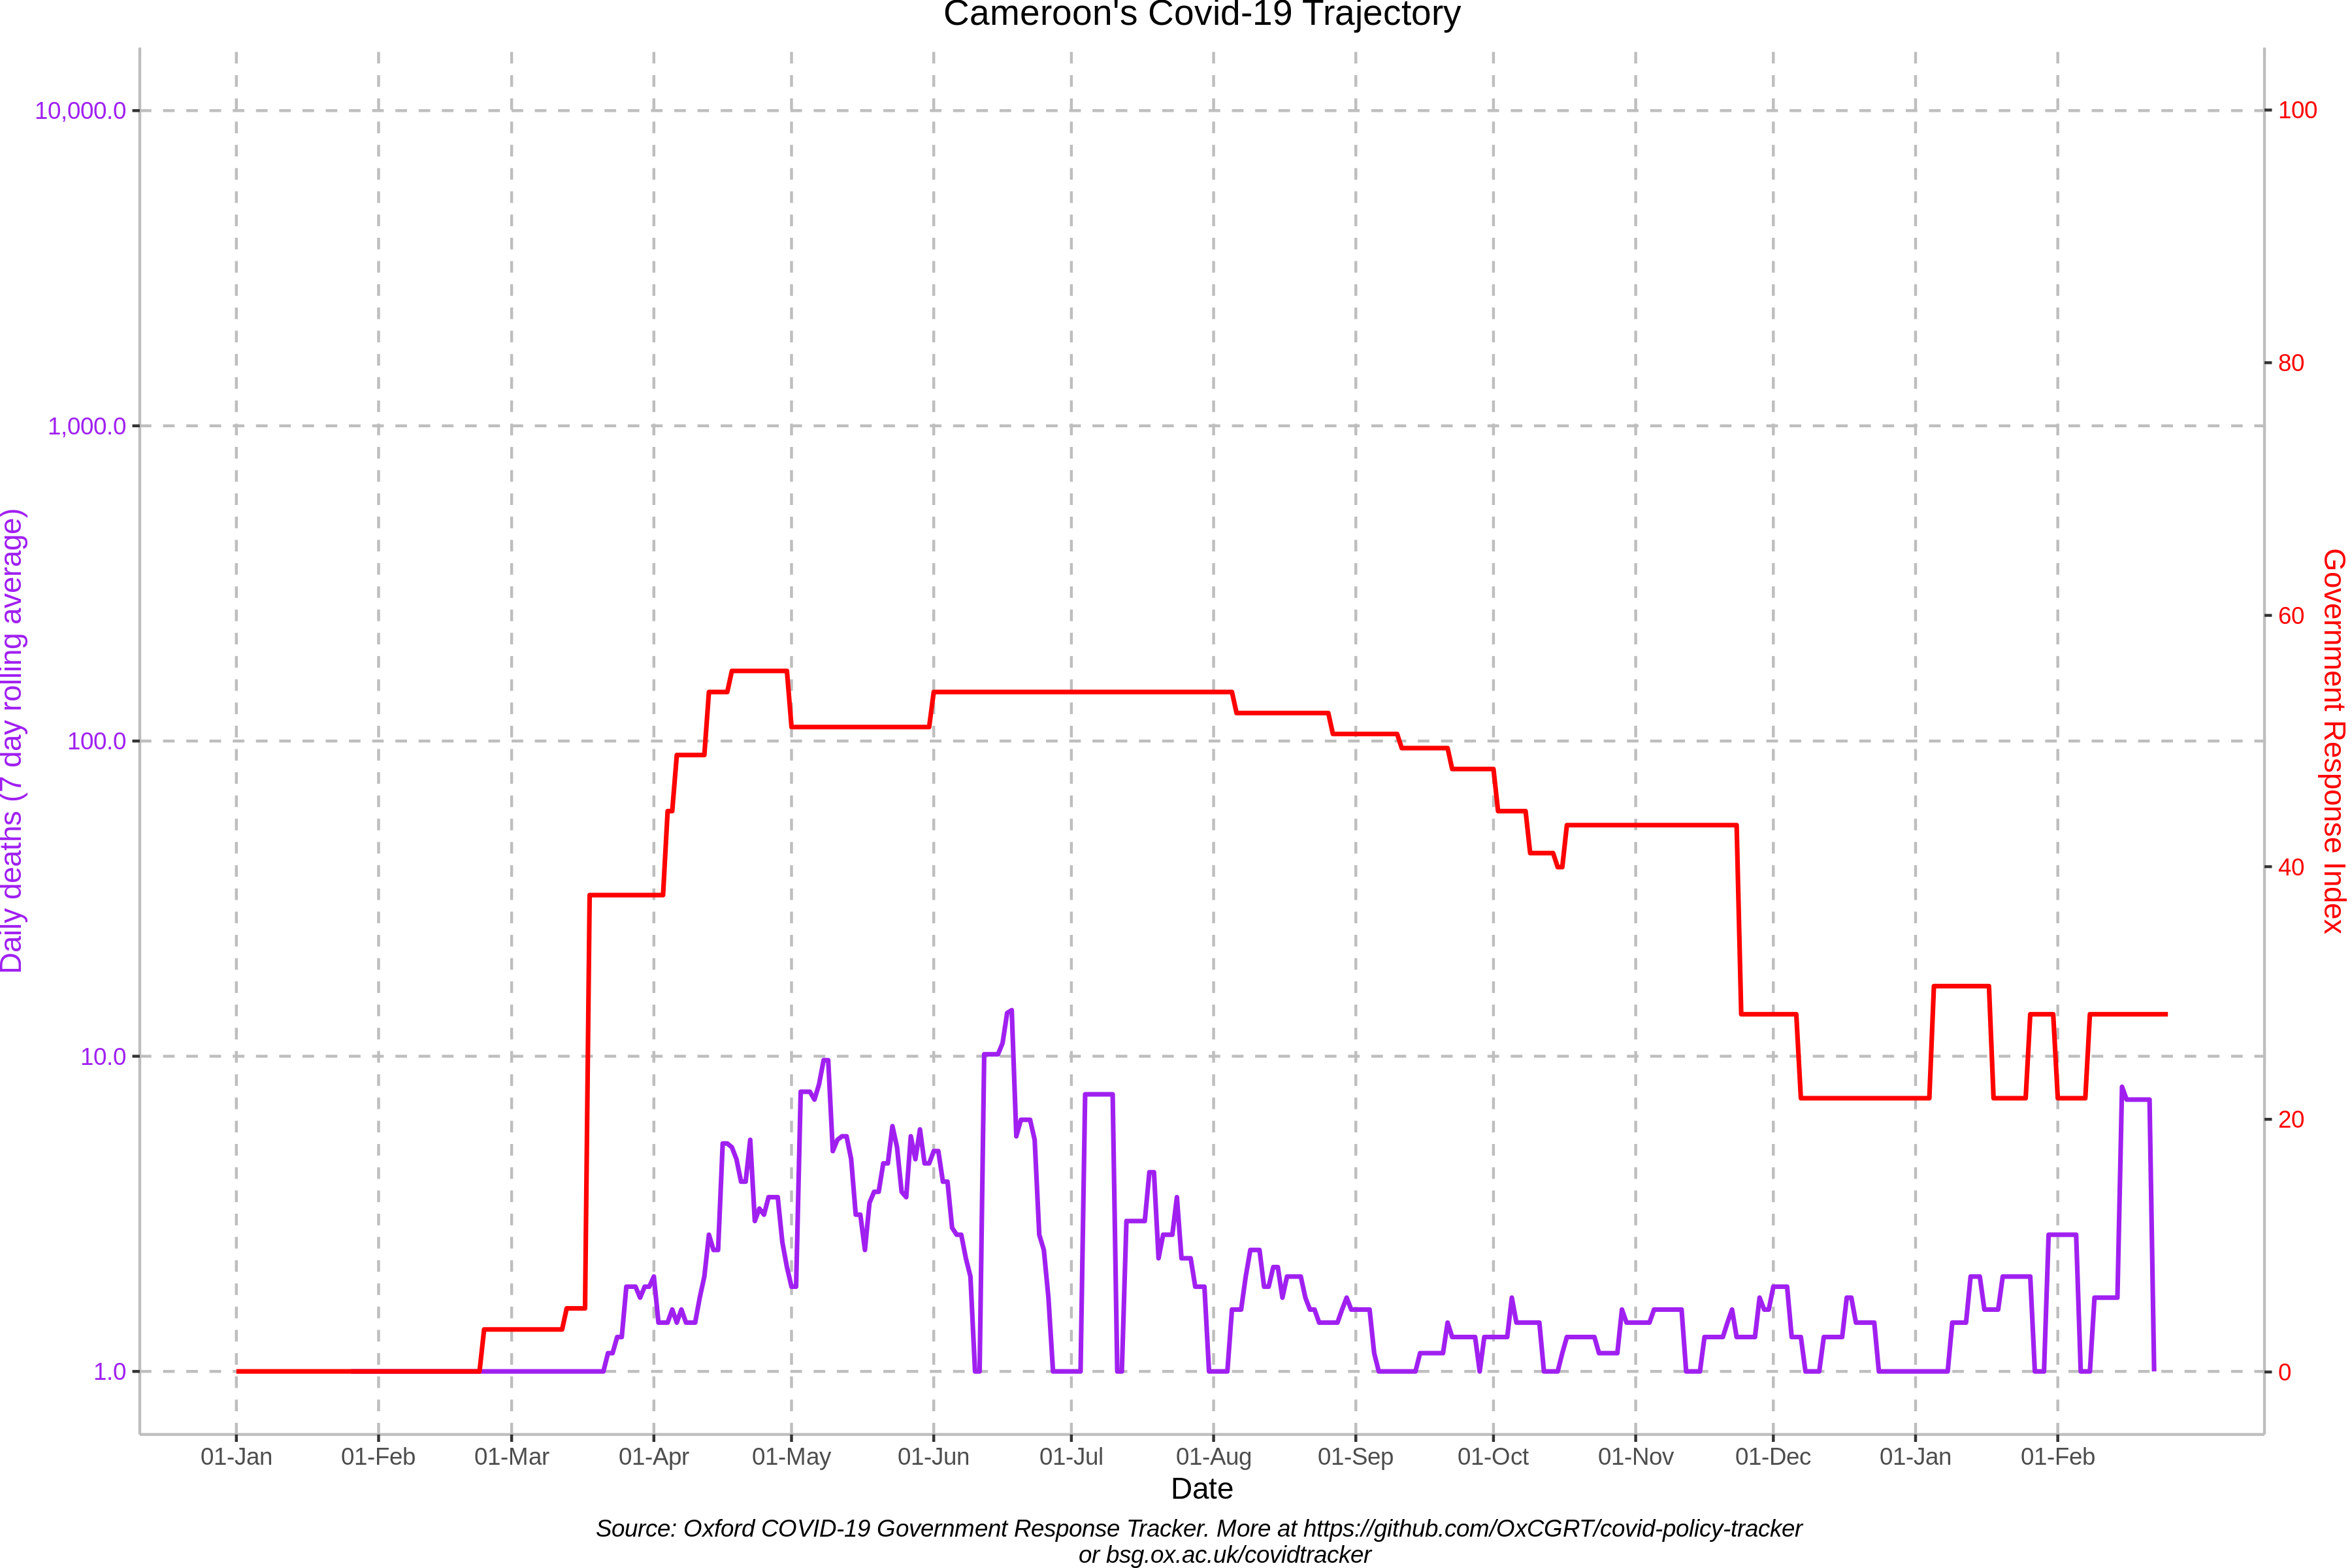 Cameroon's Covid-19 Trajectory
10,000.0
1,000.0
100.0
10.0
1.0
Daily deaths (7 day rolling average)
100
80
60
40
20
0
Government Response Index
01-Jan 01-Feb 01-Mar 01-Apr 01-May 01-Jun 01-Jul 01-Aug 01-Sep 01-Oct 01-Nov 01-Dec 01-Jan 01-Feb
Date
Source: Oxford COVID-19 Government Response Tracker. More at https://github.com/OxCGRT/covid-policy-tracker
or bsg.ox.ac.uk/covidtracker